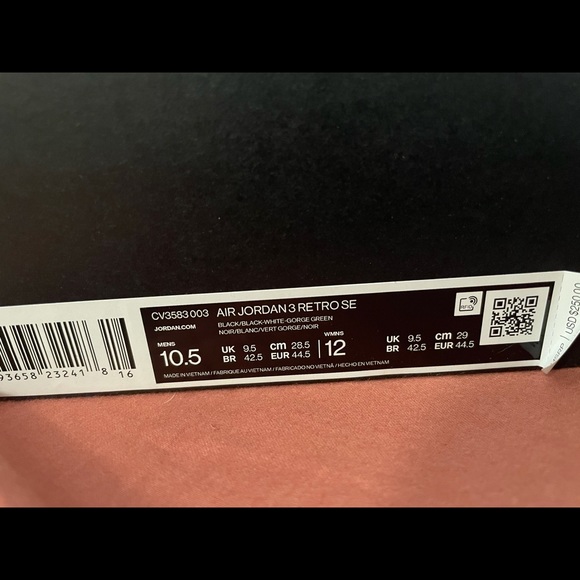 93658 23241 8 16
CV3583 003 AIR JORDAN 3 RETRO SE
JORDAN.COM
BLACK/BLACK-WHITE-GORGE GREEN
NOIR/BLANC/VERT GORGE/NOIR
MENS
10.5
UK 9.5 cm 28.5
BR 42.5 EUR 44.5
WMNS
12
UK 9.5 cm 29
BR 42.5 EUR 44.5
MADE IN VIETNAM / FABRIQUÉ AU VIETNAM / FABRICADO NO VIETNÃ / HECHO EN VIETNAM
USD $250.00